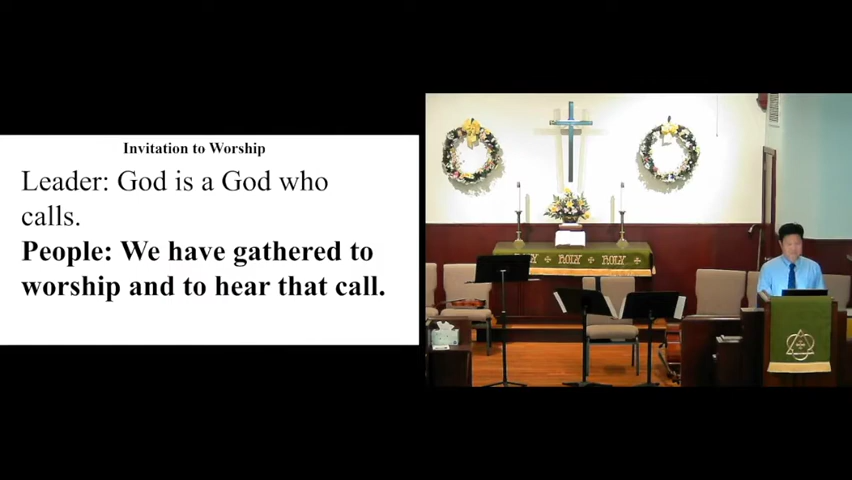 Invitation to Worship
Leader: God is a God who
calls.
People: We have gathered to
worship and to hear that call.
HOLY HOLY HOLY